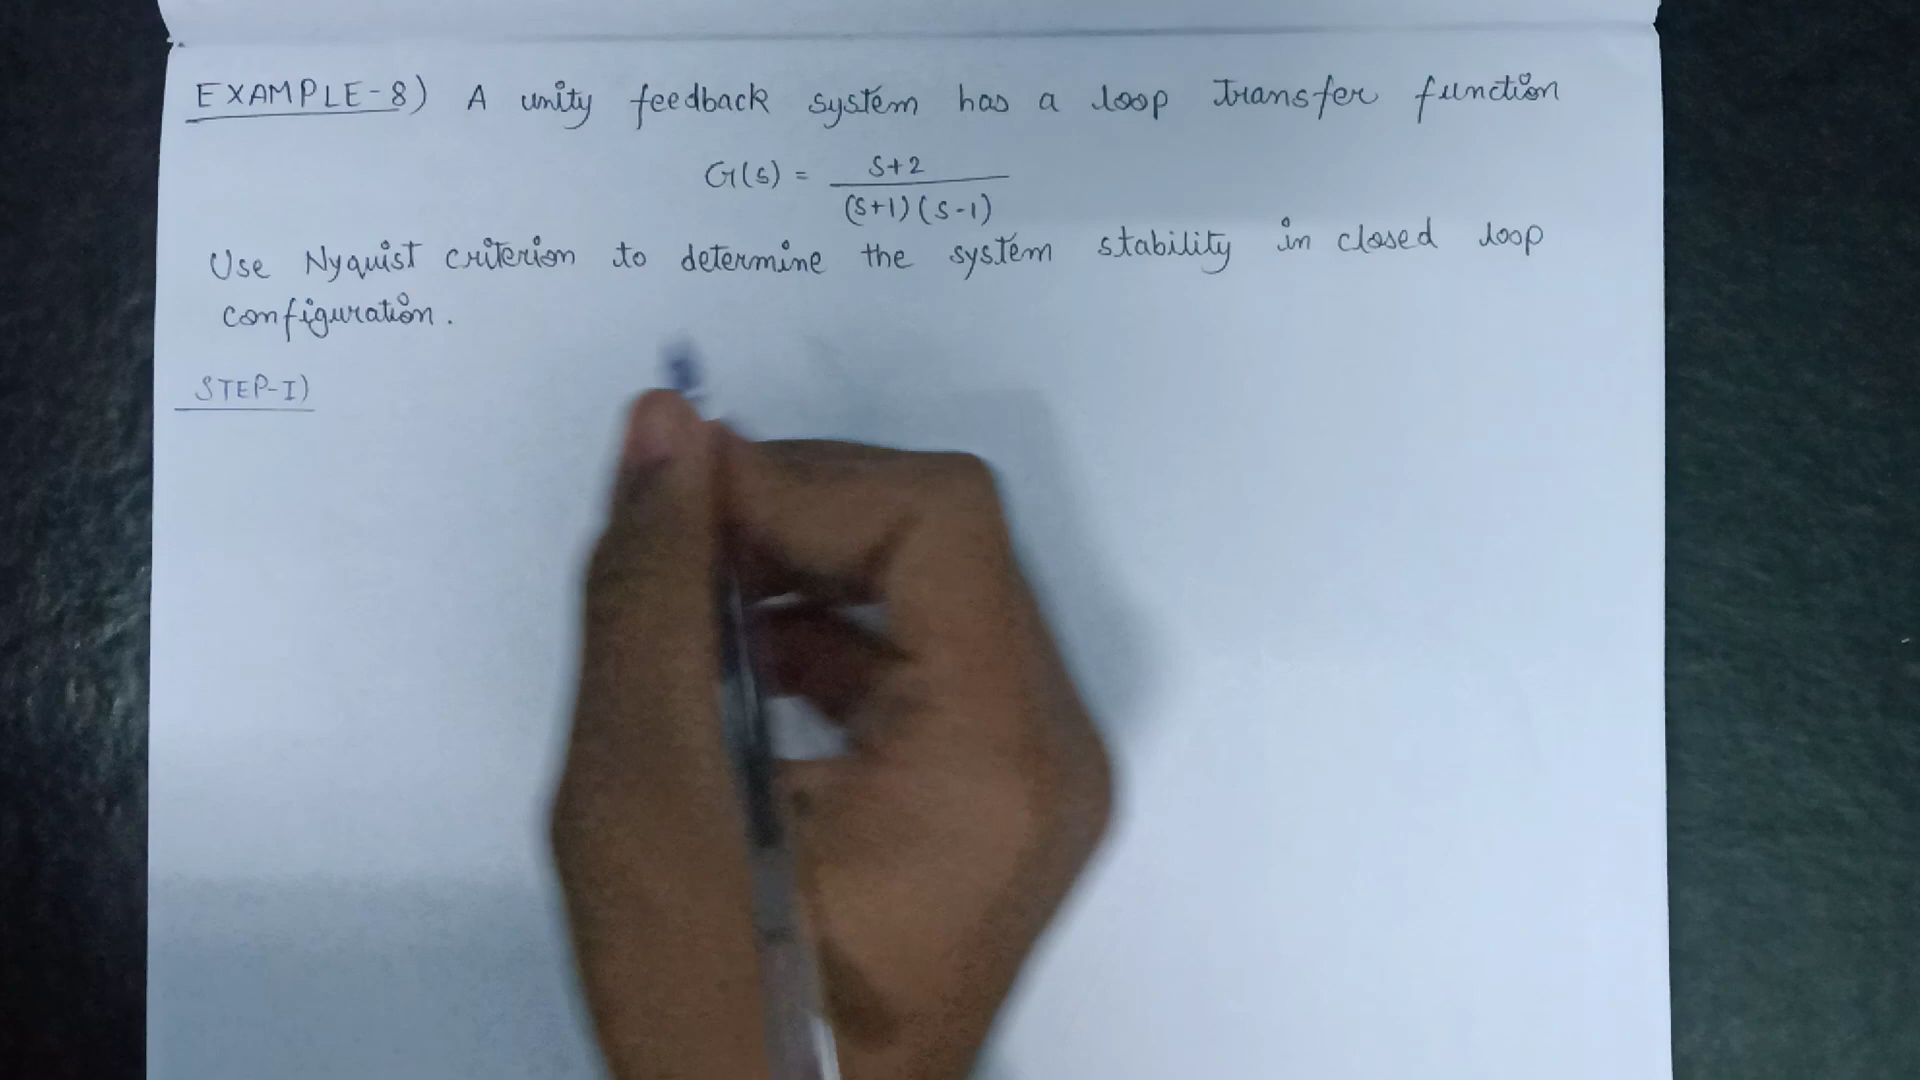 EXAMPLE-8) A unity feedback system has a loop transfer function
G(s) = s+2 / (s+1)(s-1)
Use Nyquist criterion to determine the system stability in closed loop
configuration.
STEP-I)